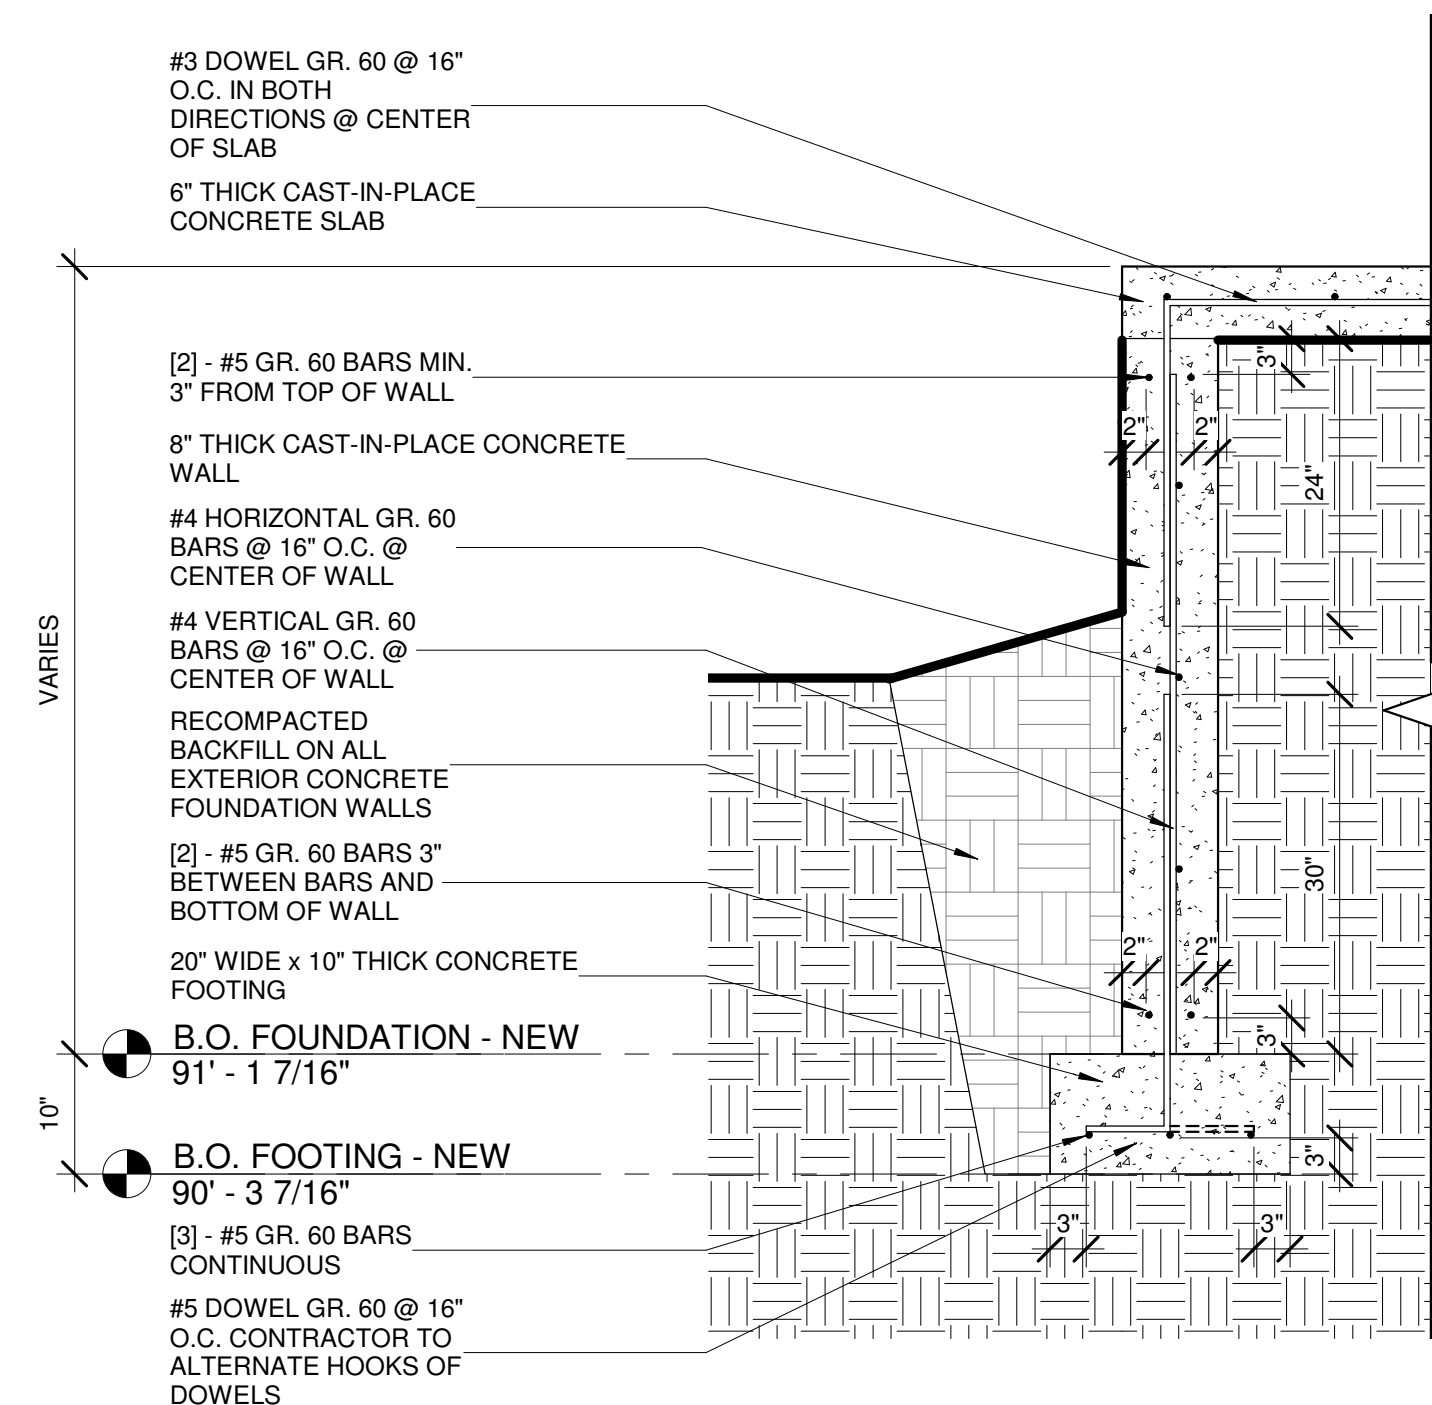 #3 DOWEL GR. 60 @ 16"
O.C. IN BOTH
DIRECTIONS @ CENTER
OF SLAB
6" THICK CAST-IN-PLACE
CONCRETE SLAB
[2] - #5 GR. 60 BARS MIN.
3" FROM TOP OF WALL
8" THICK CAST-IN-PLACE CONCRETE
WALL
#4 HORIZONTAL GR. 60
BARS @ 16" O.C. @
CENTER OF WALL
#4 VERTICAL GR. 60
BARS @ 16" O.C. @
CENTER OF WALL
RECOMPACTED
BACKFILL ON ALL
EXTERIOR CONCRETE
FOUNDATION WALLS
[2] - #5 GR. 60 BARS 3"
BETWEEN BARS AND
BOTTOM OF WALL
20" WIDE x 10" THICK CONCRETE
FOOTING
B.O. FOUNDATION - NEW
91' - 1 7/16"
B.O. FOOTING - NEW
90' - 3 7/16"
[3] - #5 GR. 60 BARS
CONTINUOUS
#5 DOWEL GR. 60 @ 16"
O.C. CONTRACTOR TO
ALTERNATE HOOKS OF
DOWELS
VARIES
10"
3"
2"
2"
24"
30"
2"
2"
3"
3"
3"
3"